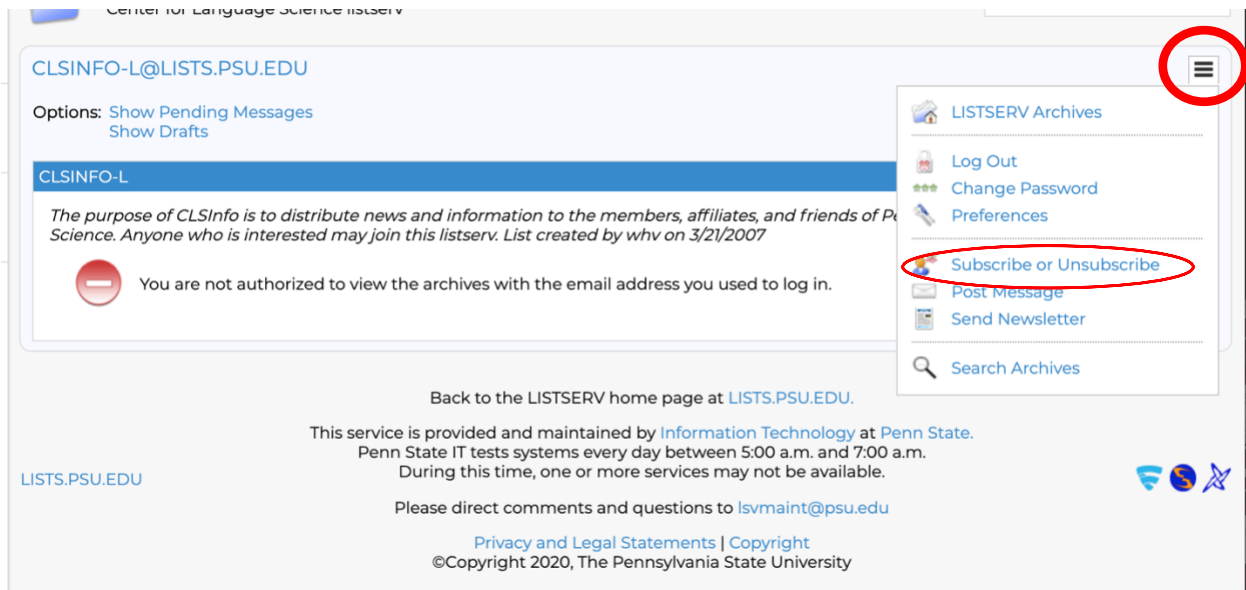 Center for Language Science listserv
CLSINFO-L@LISTS.PSU.EDU
Options: Show Pending Messages
Show Drafts
CLSINFO-L
The purpose of CLSInfo is to distribute news and information to the members, affiliates, and friends of
Science. Anyone who is interested may join this listserv. List created by whv on 3/21/2007
You are not authorized to view the archives with the email address you used to log in.
LISTSERV Archives
Log Out
Change Password
Preferences
Subscribe or Unsubscribe
Post Message
Send Newsletter
Search Archives
Back to the LISTSERV home page at LISTS.PSU.EDU.
This service is provided and maintained by Information Technology at Penn State.
Penn State IT tests systems every day between 5:00 a.m. and 7:00 a.m.
During this time, one or more services may not be available.
LISTS.PSU.EDU
Please direct comments and questions to lsvmaint@psu.edu
Privacy and Legal Statements | Copyright
©Copyright 2020, The Pennsylvania State University